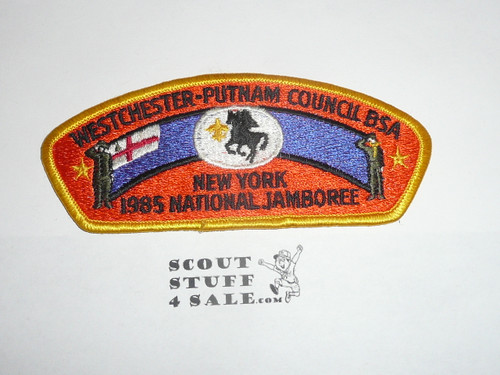 WESTCHESTER-PUTNAM COUNCIL BSA
NEW YORK
1985 NATIONAL JAMBOREE
SCOUT
STUFF
4 SALE.COM